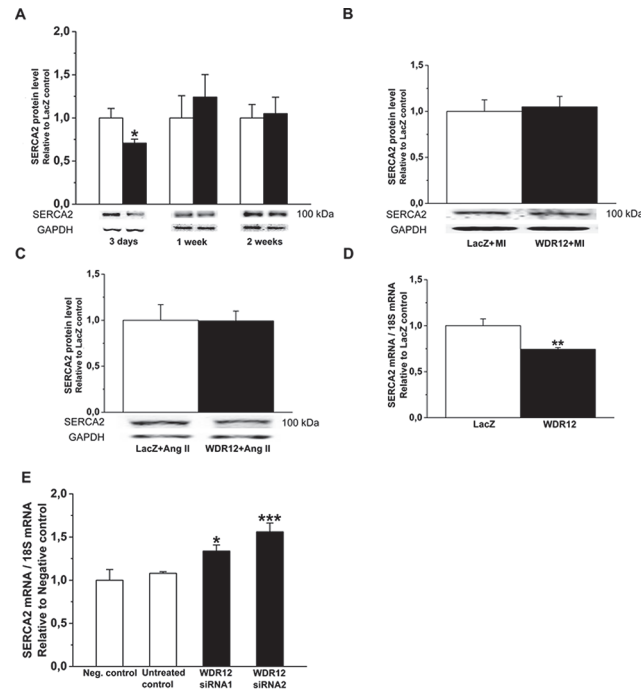 A
SERCA2 protein level
Relative to LacZ control
2,0
1,5
1,0
0,5
0,0
*
SERCA2
100 kDa
GAPDH
3 days 1 week 2 weeks
B
SERCA2 protein level
Relative to LacZ control
1,5
1,0
0,5
0,0
SERCA2
100 kDa
GAPDH
LacZ+MI WDR12+MI
C
SERCA2 protein level
Relative to LacZ control
1,5
1,0
0,5
0,0
SERCA2
100 kDa
GAPDH
LacZ+Ang II WDR12+Ang II
D
SERCA2 mRNA / 18S mRNA
Relative to LacZ control
1,5
1,0
0,5
0,0
**
LacZ WDR12
E
SERCA2 mRNA / 18S mRNA
Relative to Negative control
2,0
1,5
1,0
0,5
0,0
*
***
Neg. control
Untreated
control
WDR12
siRNA1
WDR12
siRNA2